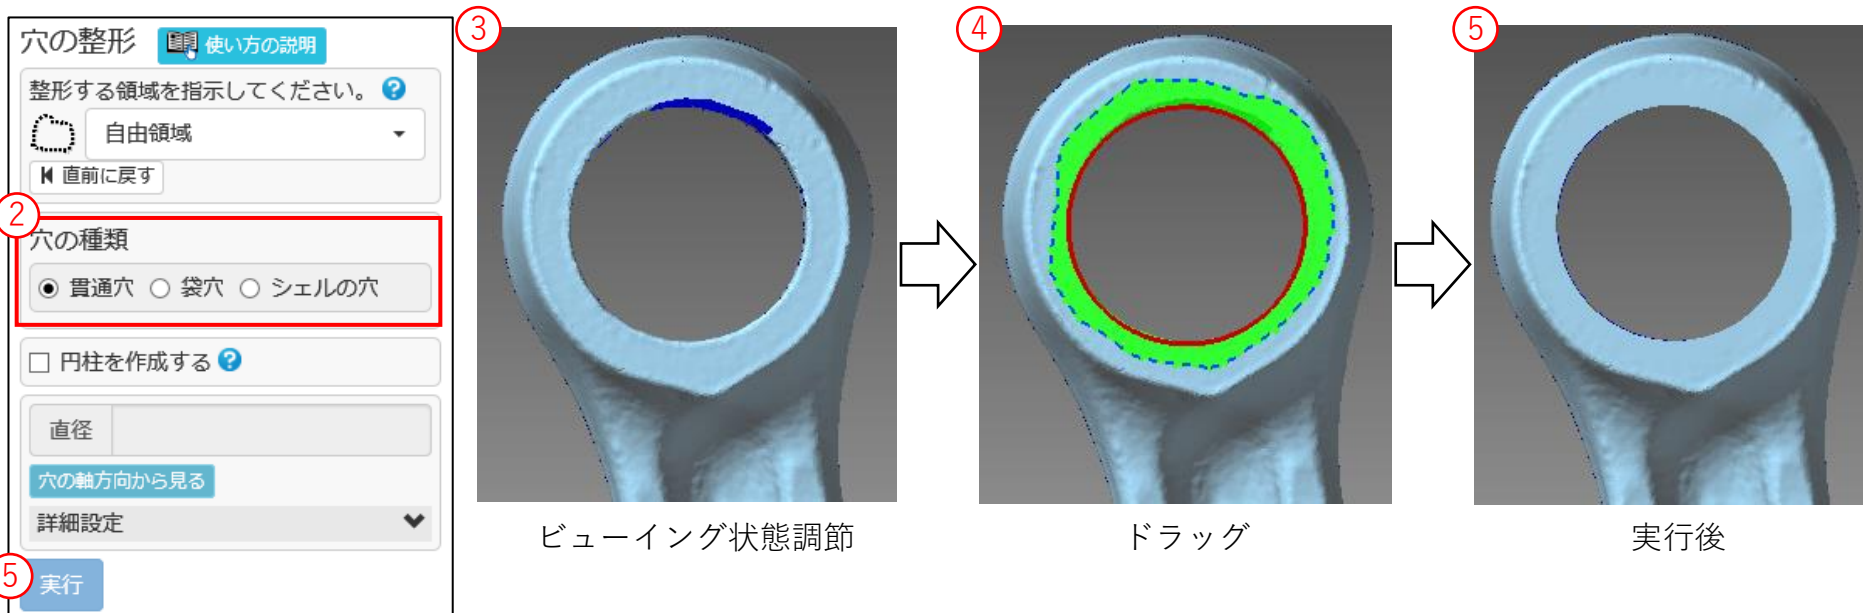 穴の整形 使い方の説明
整形する領域を指示してください。 ?
自由領域
直前に戻す
2
穴の種類
貫通穴 袋穴 シェルの穴
円柱を作成する ?
直径
穴の軸方向から見る
詳細設定
5
実行
3
ビューイング状態調節
4
ドラッグ
5
実行後